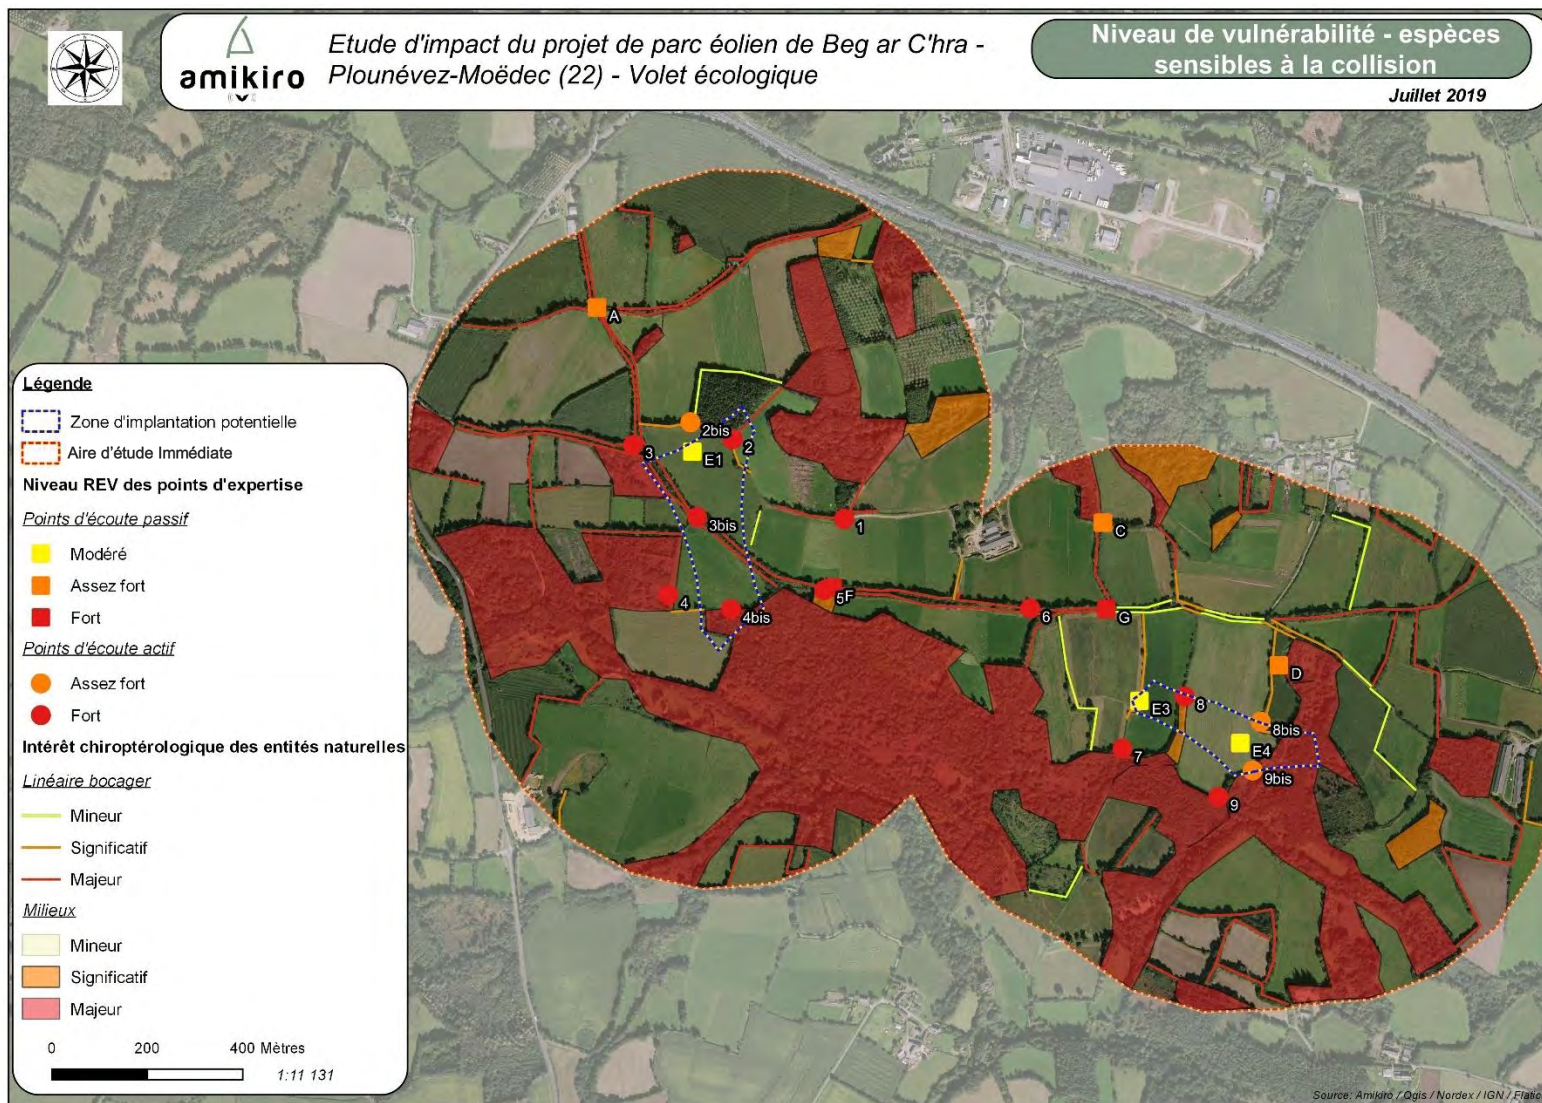 amikiro
Etude d'impact du projet de parc éolien de Beg ar C'hra -
Plounévez-Moëdec (22) - Volet écologique
Niveau de vulnérabilité - espèces
sensibles à la collision
Juillet 2019
Légende
Zone d'implantation potentielle
Aire d'étude Immédiate
Niveau REV des points d'expertise
Points d'écoute passif
Modéré
Assez fort
Fort
Points d'écoute actif
Assez fort
Fort
Intérêt chiroptérologique des entités naturelles
Linéaire bocager
Mineur
Significatif
Majeur
Milieux
Mineur
Significatif
Majeur
0 200 400 Mètres
1:11 131
A
2bis
2
3
E1
3bis
1
C
4
4bis
5F
6
G
D
E3
8
8bis
E4
7
9bis
9
Source: Amikiro / Qgis / Nordex / IGN /